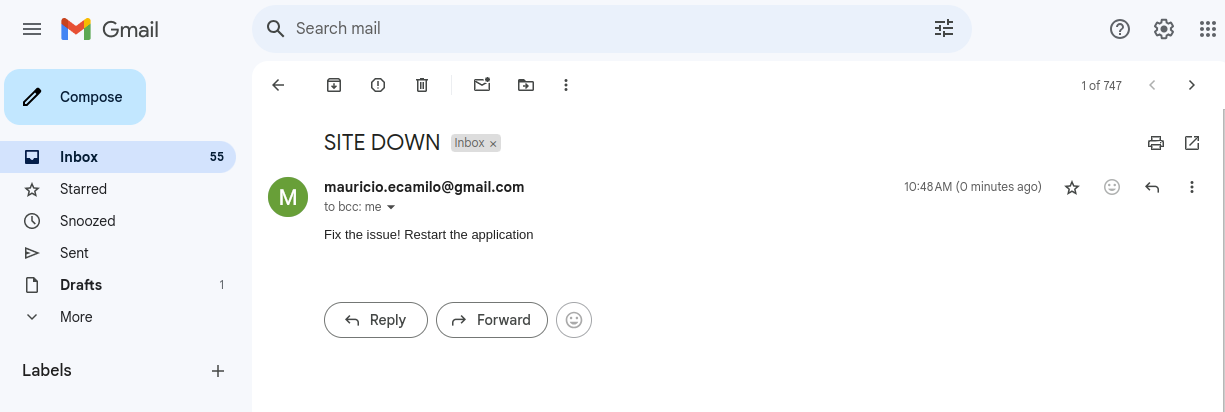 Gmail
Search mail
Compose
1 of 747
SITE DOWN Inbox ×
Inbox 55
mauricio.ecamilo@gmail.com 10:48 AM (0 minutes ago)
M
Starred
to bcc: me
Snoozed
Fix the issue! Restart the application
Sent
Drafts 1
More
Reply Forward
Labels